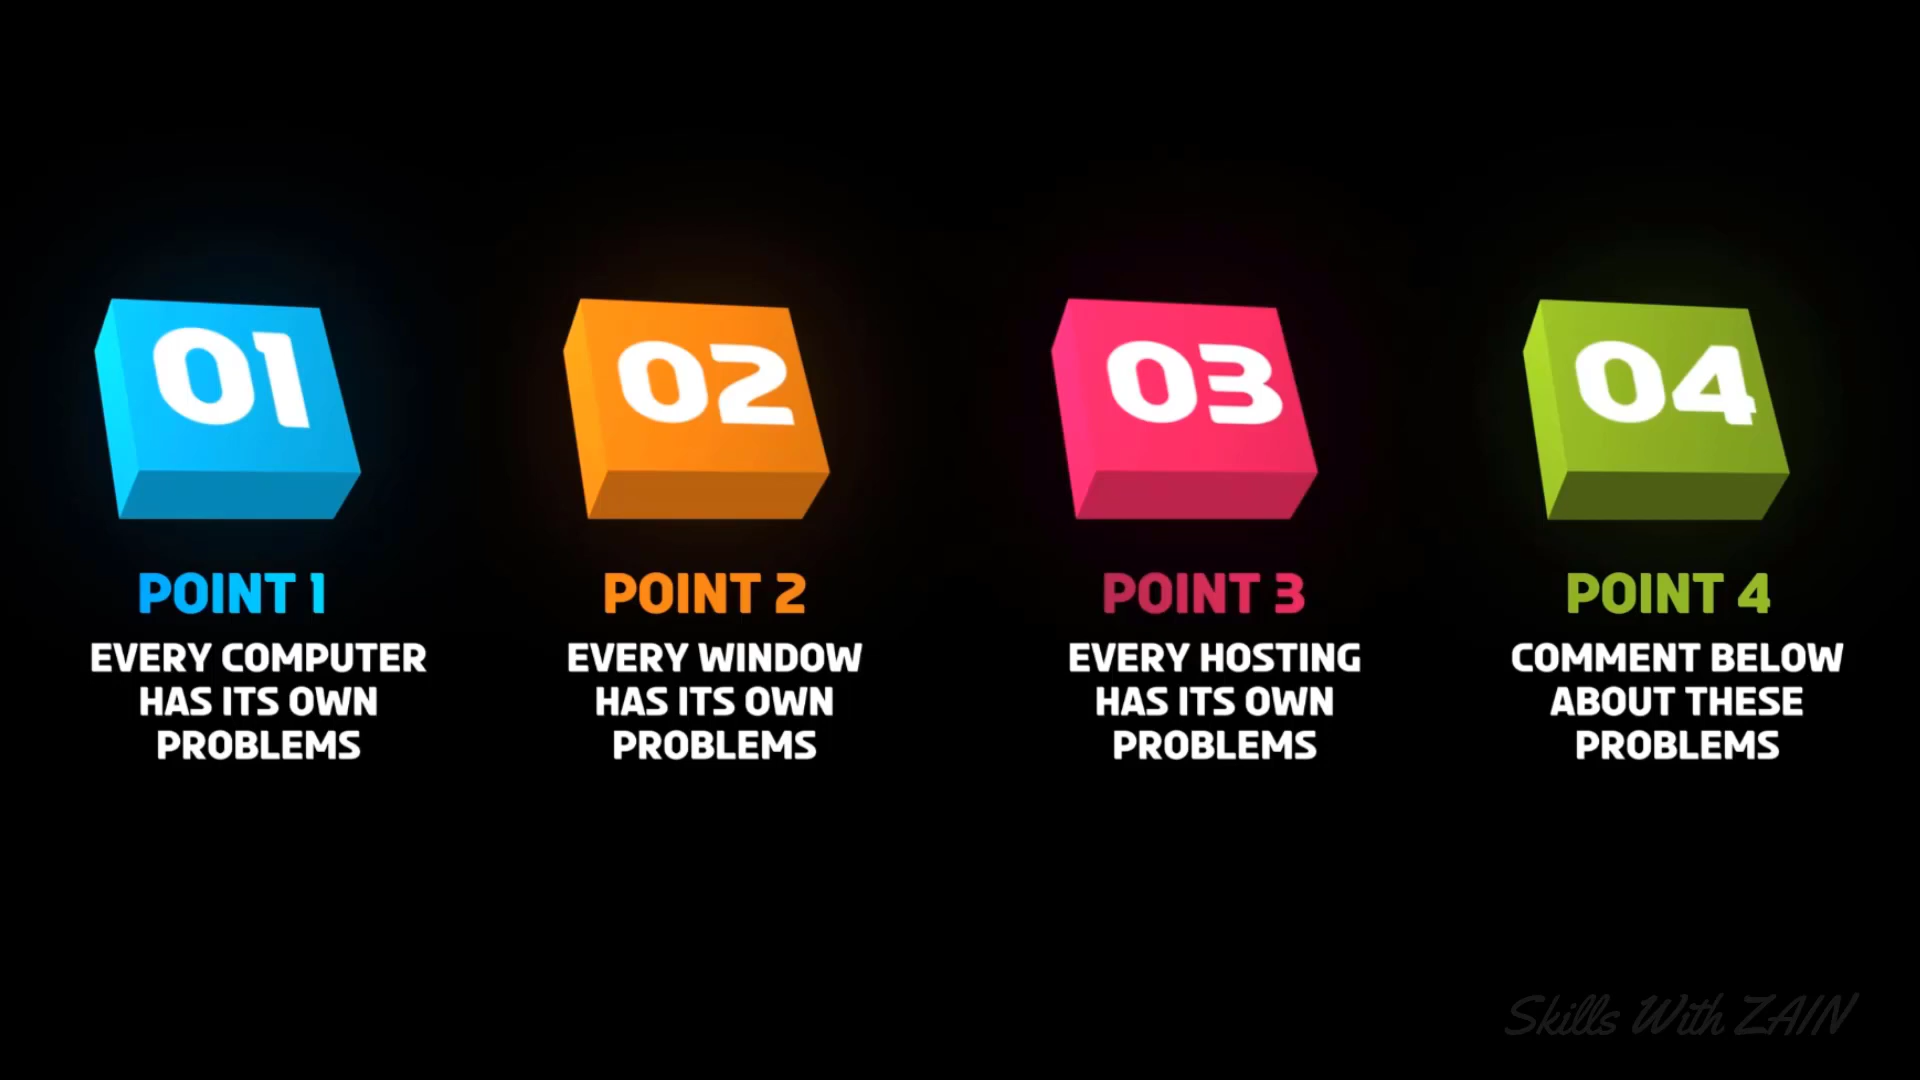 01
POINT 1
EVERY COMPUTER
HAS ITS OWN
PROBLEMS
02
POINT 2
EVERY WINDOW
HAS ITS OWN
PROBLEMS
03
POINT 3
EVERY HOSTING
HAS ITS OWN
PROBLEMS
04
POINT 4
COMMENT BELOW
ABOUT THESE
PROBLEMS
Skills With ZAIN